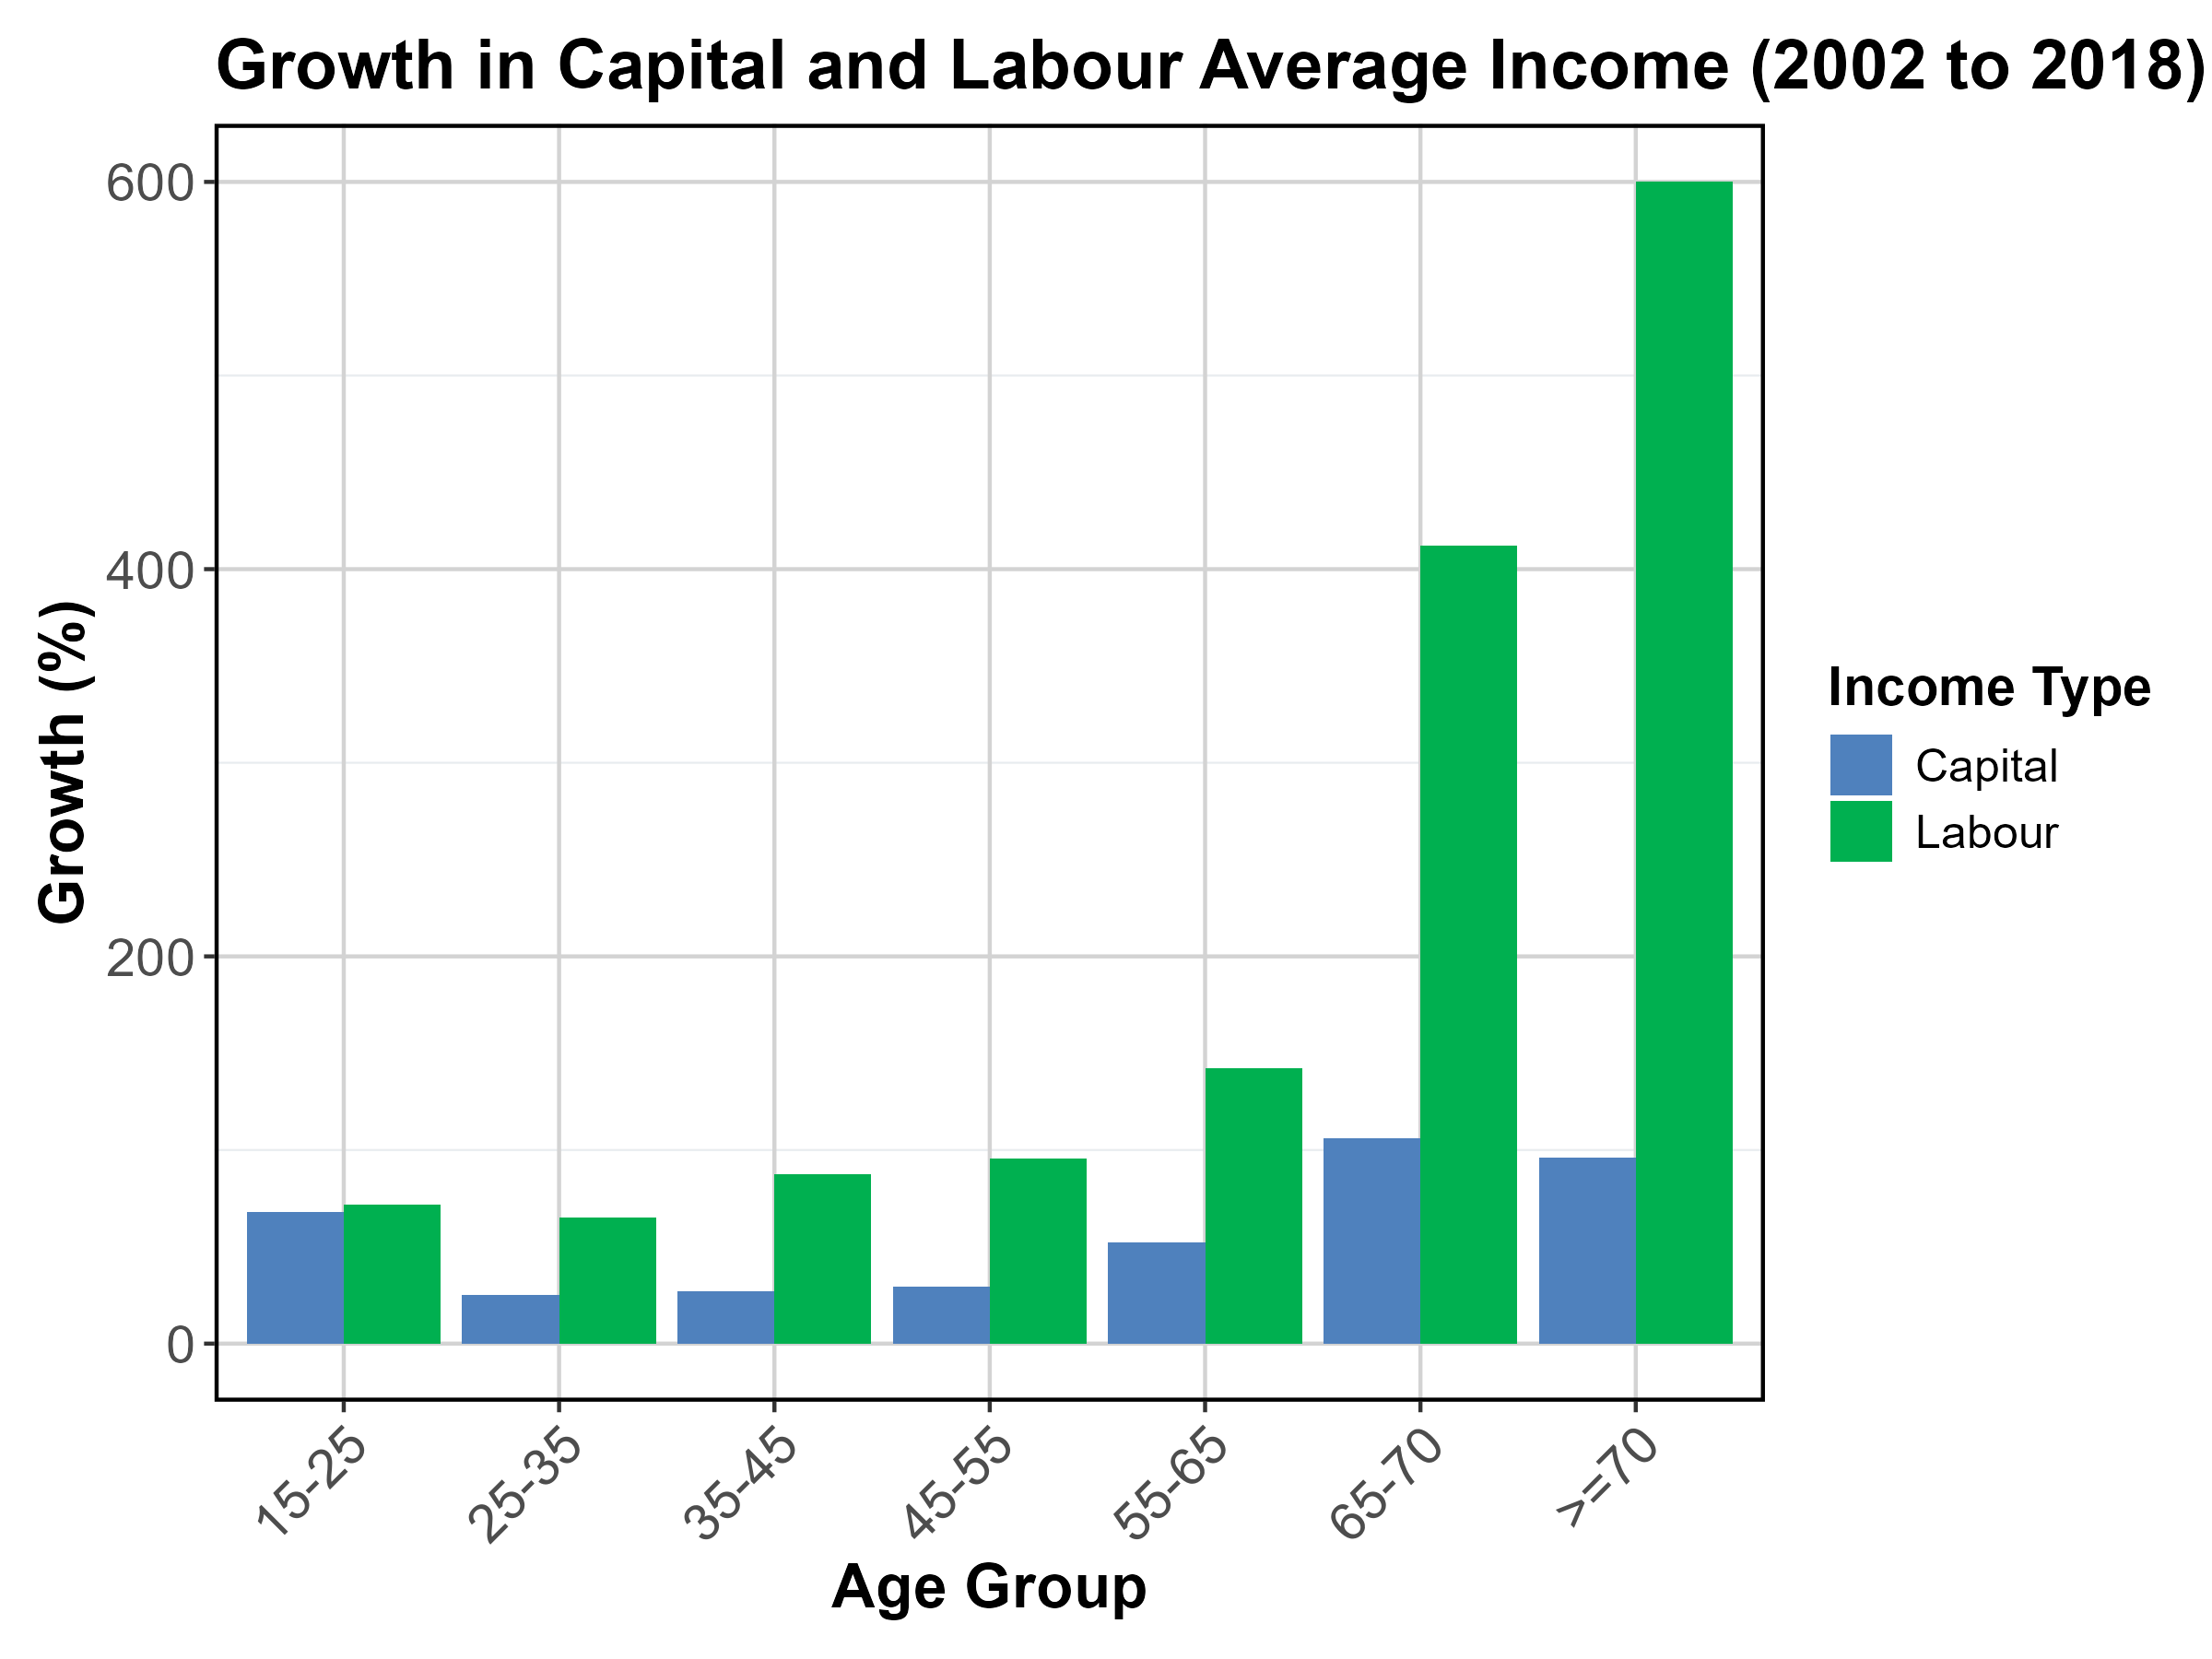 Growth in Capital and Labour Average Income (2002 to 2018)
600
400
200
0
Growth (%)
15-25
25-35
35-45
45-55
55-65
65-70
>=70
Age Group
Income Type
Capital
Labour